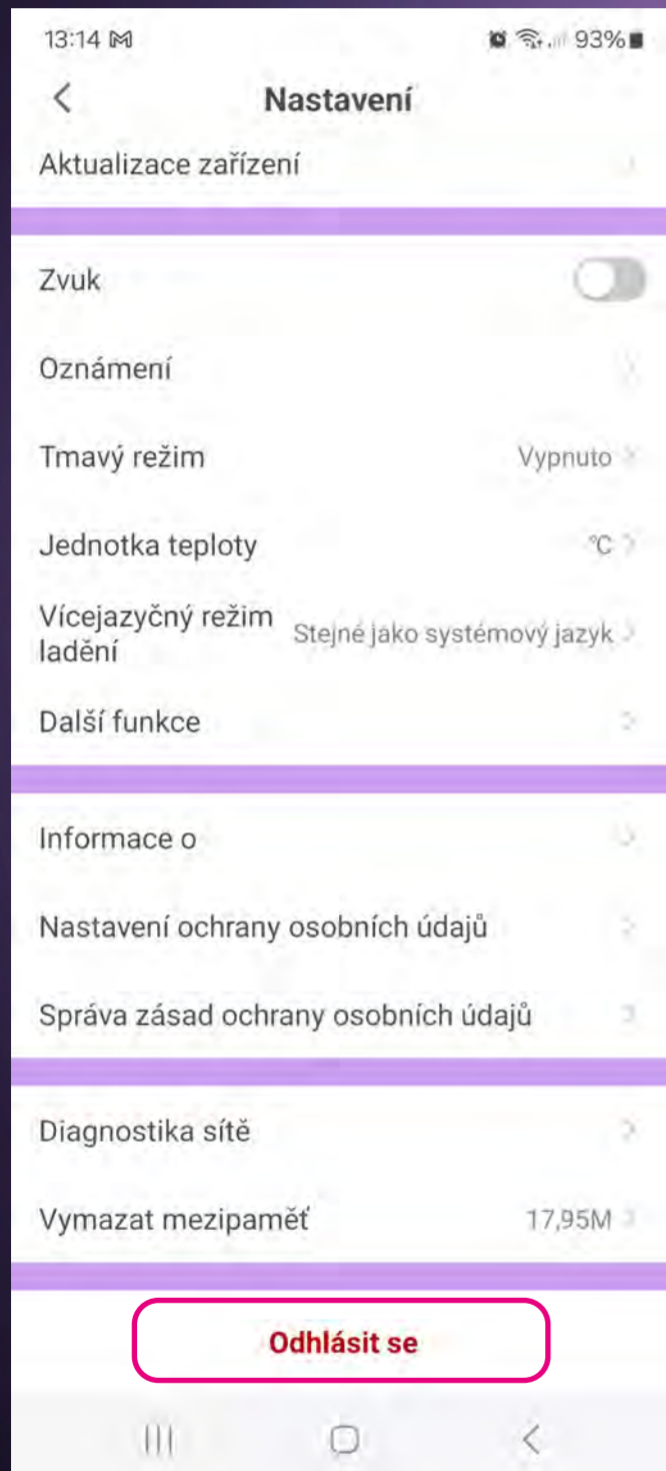 13:14 93%
Nastavení
Aktualizace zařízení
Zvuk
Oznámení
Tmavý režim Vypnuto
Jednotka teploty °C
Vícejazyčný režim
ladění Stejné jako systémový jazyk
Další funkce
Informace o
Nastavení ochrany osobních údajů
Správa zásad ochrany osobních údajů
Diagnostika sítě
Vymazat mezipaměť 17,95M
Odhlásit se